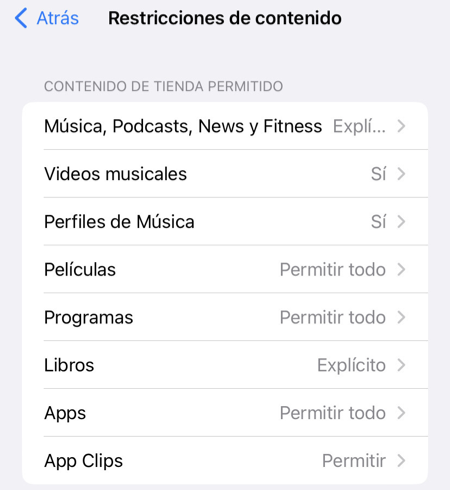 Atrás Restricciones de contenido
CONTENIDO DE TIENDA PERMITIDO
Música, Podcasts, News y Fitness Explí...
Videos musicales Sí
Perfiles de Música Sí
Películas Permitir todo
Programas Permitir todo
Libros Explícito
Apps Permitir todo
App Clips Permitir